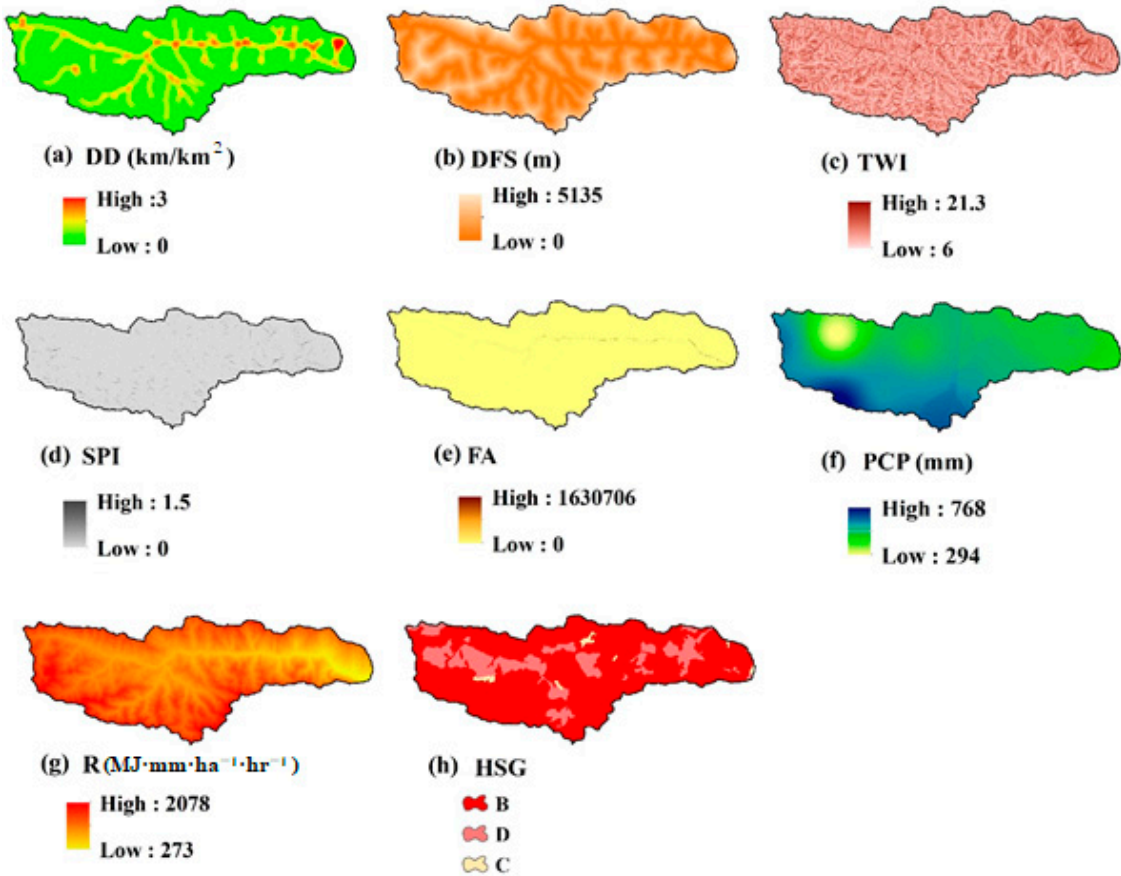 (a) DD (km/km²)
High :3
Low : 0
(b) DFS (m)
High : 5135
Low : 0
(c) TWI
High : 21.3
Low : 6
(d) SPI
High : 1.5
Low : 0
(e) FA
High : 1630706
Low : 0
(f) PCP (mm)
High : 768
Low : 294
(g) R (MJ·mm·ha⁻¹·hr⁻¹)
High : 2078
Low : 273
(h) HSG
B
D
C